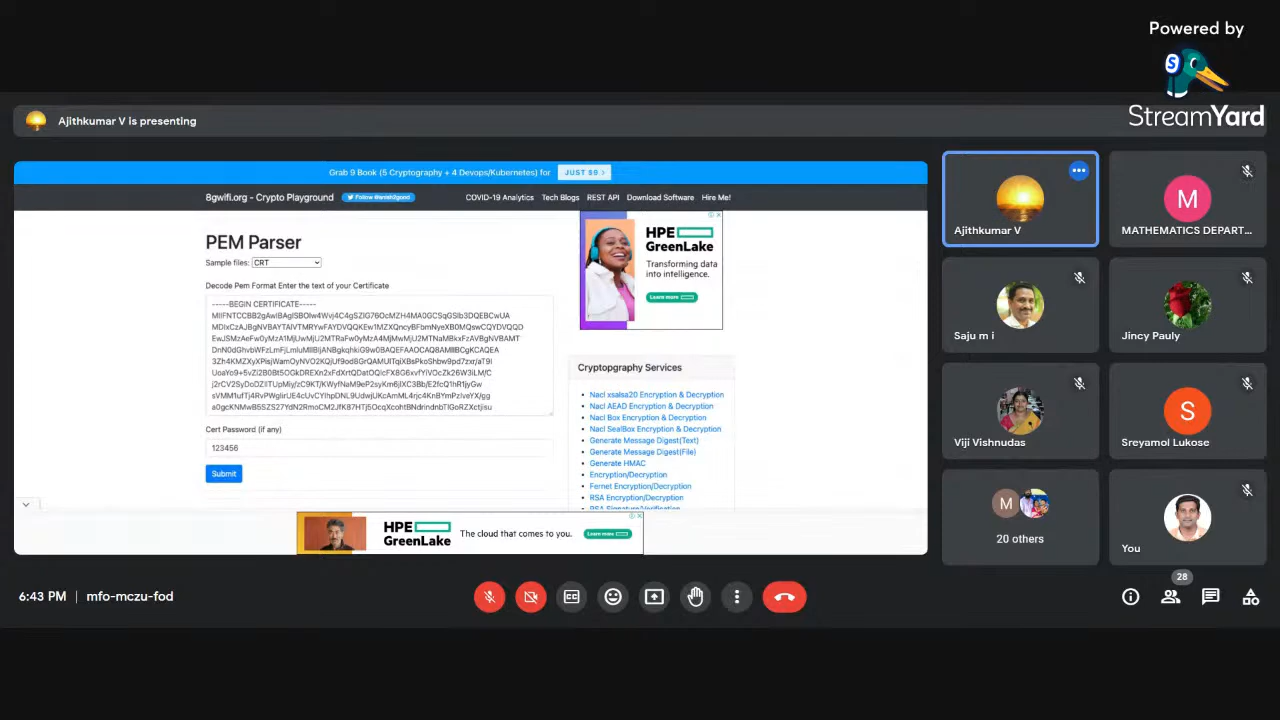 Powered by
StreamYard
Ajithkumar V is presenting
Grab 9 Book (5 Cryptography + 4 Devops/Kubernetes) for JUST $9 >
8gwifi.org - Crypto Playground Follow @anish2good COVID-19 Analytics Tech Blogs REST API Download Software Hire Me!
PEM Parser
Sample files: CRT
Decode Pem Format Enter the text of your Certificate
-----BEGIN CERTIFICATE-----
Cert Password (if any)
123456
Submit
HPE
GreenLake
Transforming data
into intelligence.
Learn more
Cryptopgraphy Services
Nacl xsalsa20 Encryption & Decryption
Nacl AEAD Encryption & Decryption
Nacl Box Encryption & Decryption
Nacl SealBox Encryption & Decryption
Generate Message Digest(Text)
Generate Message Digest(File)
Generate HMAC
Encryption/Decryption
Fernet Encryption/Decryption
RSA Encryption/Decryption
RSA Signature/Verification
HPE
GreenLake
The cloud that comes to you.
Learn more
Ajithkumar V
M
MATHEMATICS DEPART...
Saju m i
Jincy Pauly
Viji Vishnudas
S
Sreyamol Lukose
M
20 others
You
6:43 PM | mfo-mczu-fod
28